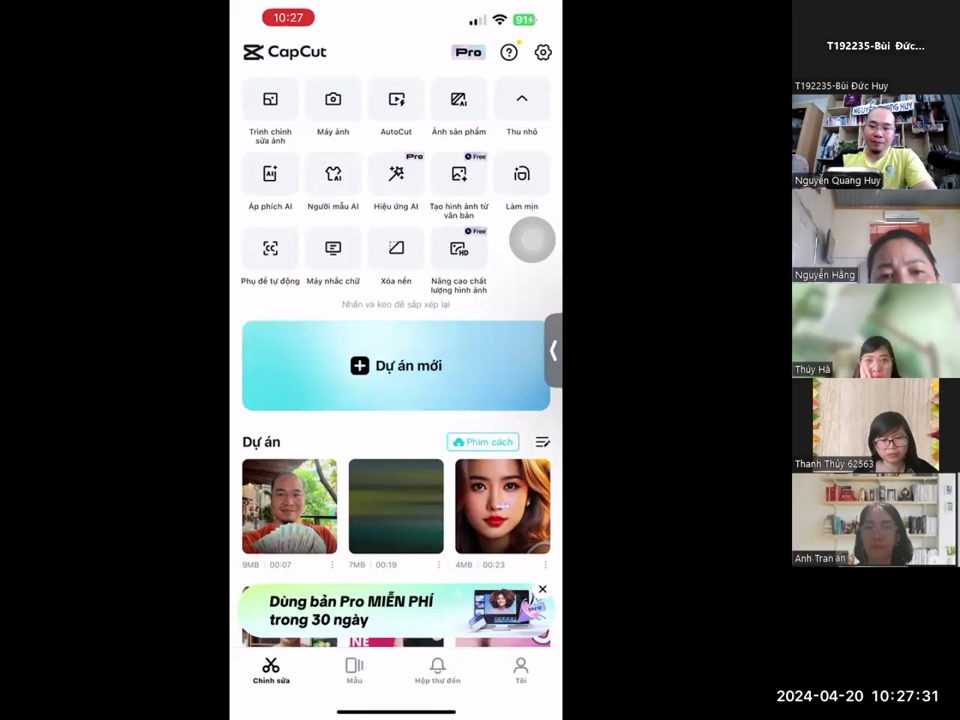 10:27
91
CapCut
Pro
Trình chỉnh
sửa ảnh
Máy ảnh
AutoCut
Ảnh sản phẩm
Thu nhỏ
Pro
Free
Áp phích AI
Người mẫu AI
Hiệu ứng AI
Tạo hình ảnh từ
văn bản
Làm mịn
Free
Phụ đề tự động
Máy nhắc chữ
Xóa nền
Nâng cao chất
lượng hình ảnh
Nhấn và kéo để sắp xếp lại
Dự án mới
Dự án
Phim cách
9MB | 00:07
7MB | 00:19
4MB | 00:23
Dùng bản Pro MIỄN PHÍ
trong 30 ngày
Chỉnh sửa
Mẫu
Hộp thư đến
Tôi
T192235-Bùi Đức...
T192235-Bùi Đức Huy
NGUYỄN QUANG HUY
Nguyễn Quang Huy
Nguyễn Hằng
Thúy Hà
Thanh Thủy 62563
Anh Tran an
2024-04-20 10:27:31